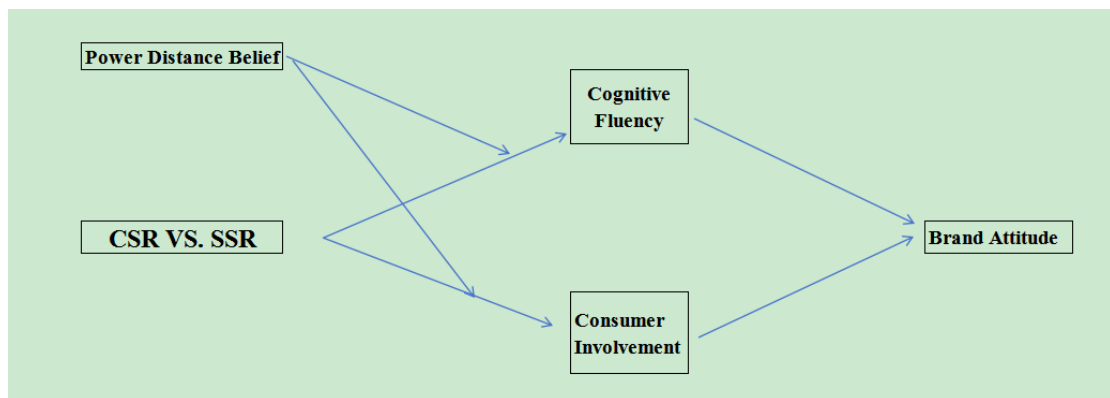 Power Distance Belief
Cognitive
Fluency
CSR VS. SSR
Brand Attitude
Consumer
Involvement